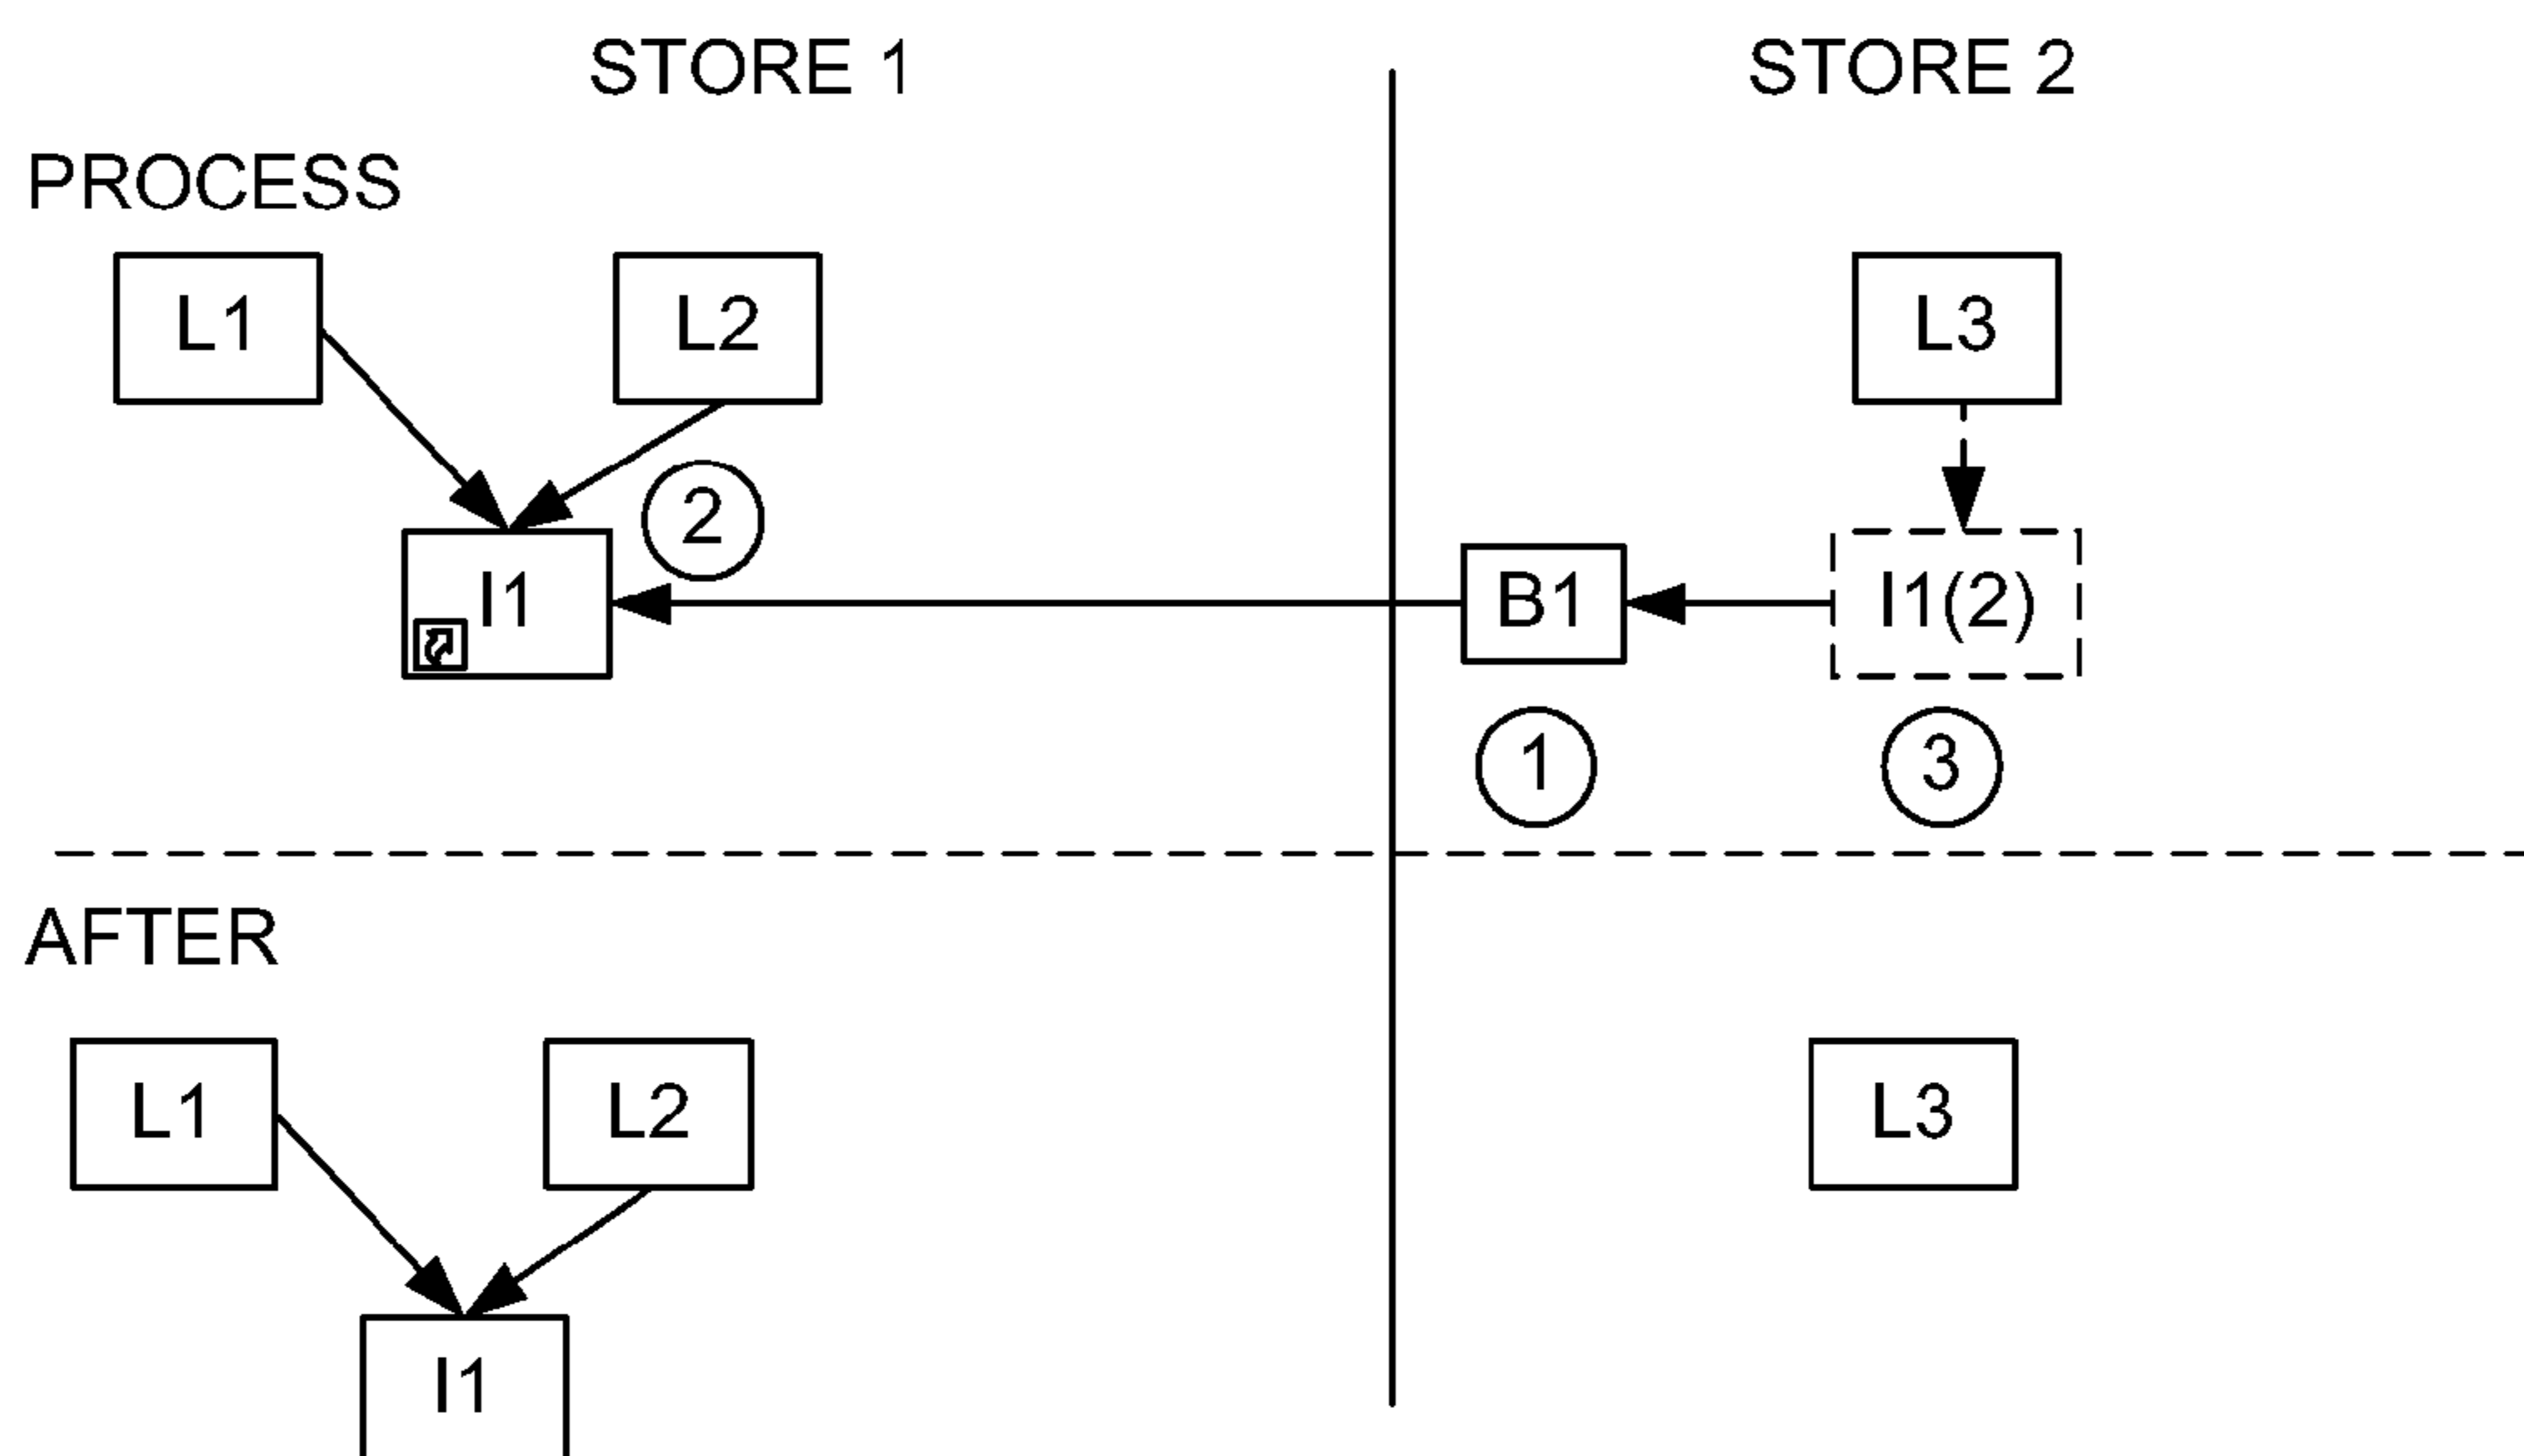 STORE 1 STORE 2
PROCESS
L1 L2 L3
2
I1 B1 I1(2)
1 3
AFTER
L1 L2 L3
I1